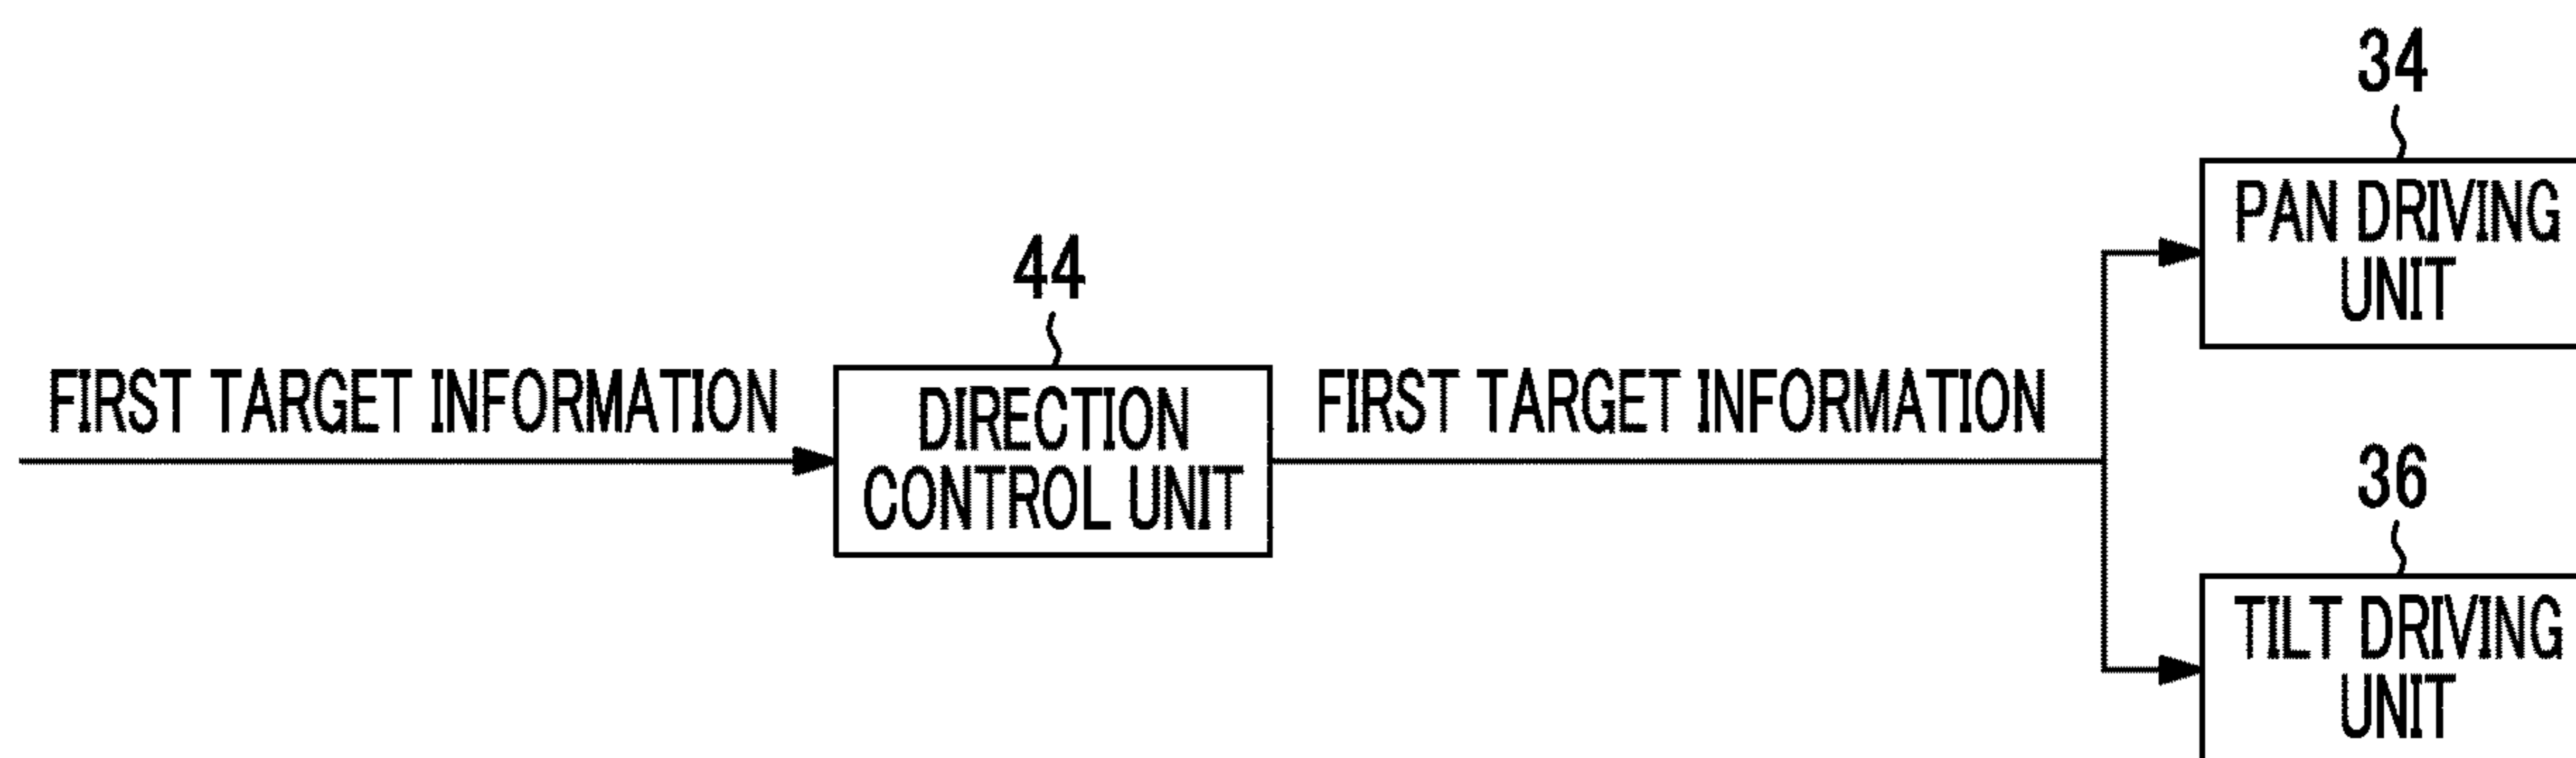 34
PAN DRIVING
UNIT
44
FIRST TARGET INFORMATION
DIRECTION
CONTROL UNIT
FIRST TARGET INFORMATION
36
TILT DRIVING
UNIT